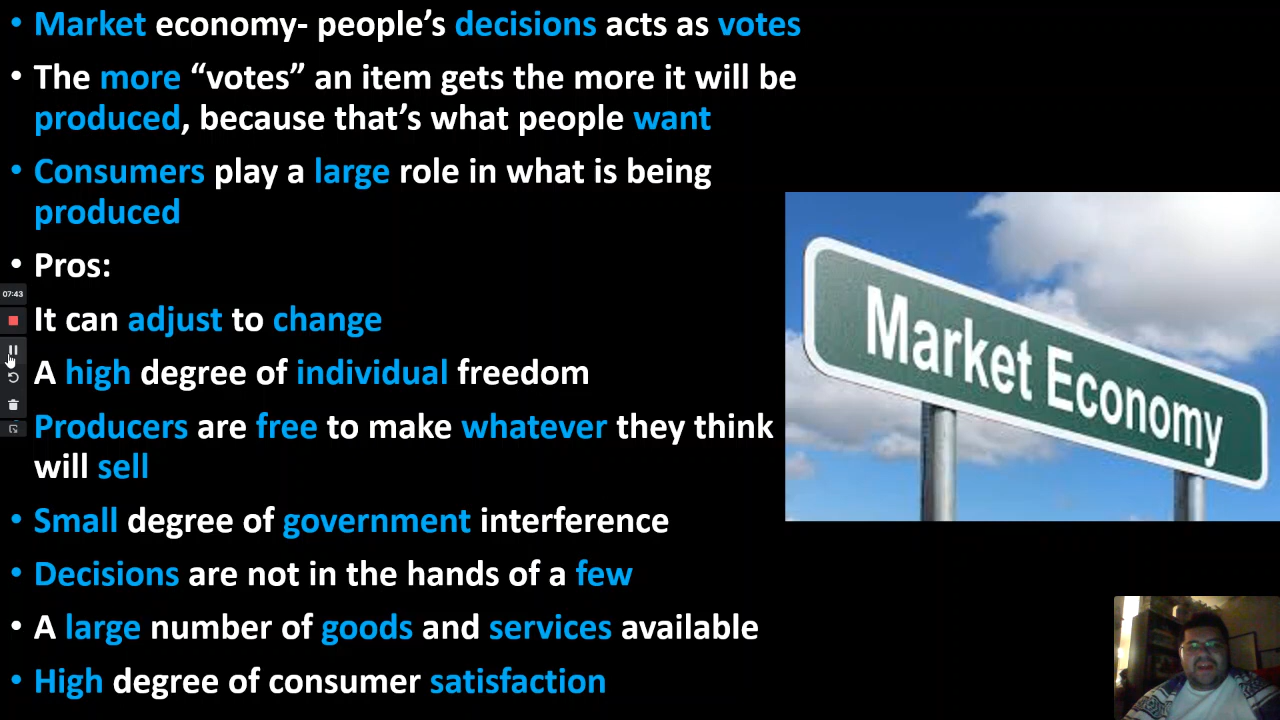 • Market economy- people’s decisions acts as votes
• The more “votes” an item gets the more it will be
produced, because that’s what people want
• Consumers play a large role in what is being
produced
• Pros:
07:43
It can adjust to change
A high degree of individual freedom
Producers are free to make whatever they think
will sell
• Small degree of government interference
• Decisions are not in the hands of a few
• A large number of goods and services available
• High degree of consumer satisfaction
Market Economy